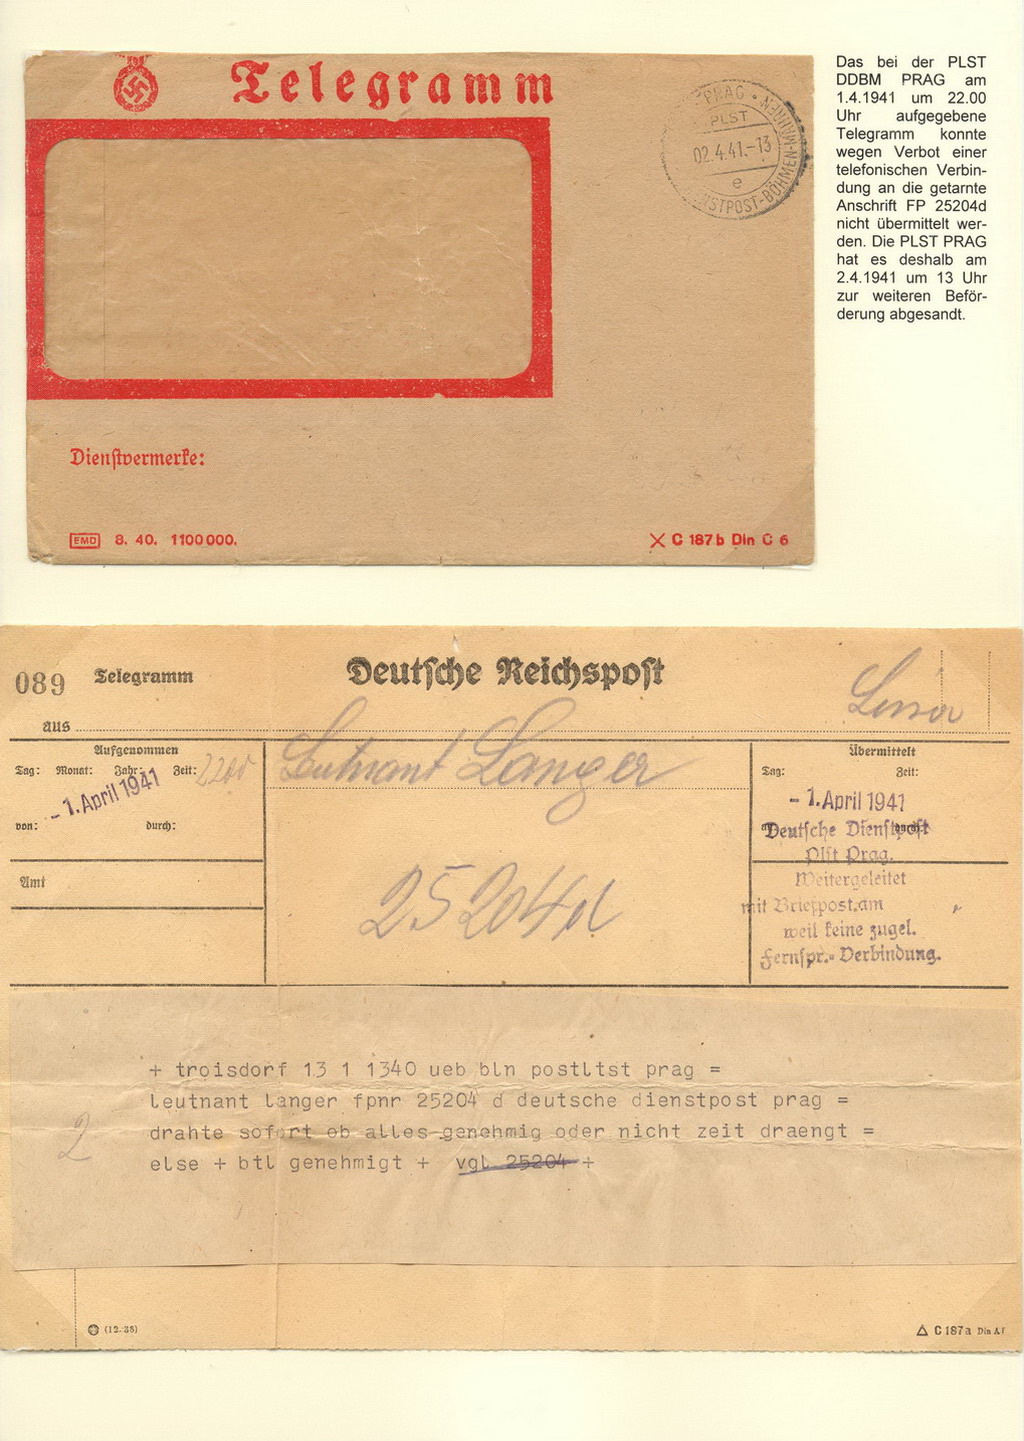 Telegramm
PRAG
PLST
02.4.41.-13
e
DIENSTPOST-BÖHMEN-MÄHREN
Dienstvermerke:
EMD 8. 40. 1100000.
C 187b Din C 6
Das bei der PLST
DDBM PRAG am
1.4.1941 um 22.00
Uhr aufgegebene
Telegramm konnte
wegen Verbot einer
telefonischen Verbin-
dung an die getarnte
Anschrift FP 25204d
nicht übermittelt wer-
den. Die PLST PRAG
hat es deshalb am
2.4.1941 um 13 Uhr
zur weiteren Beför-
derung abgesandt.
089 Telegramm Deutsche Reichspost
aus
Aufgenommen
Tag: Monat: Jahr: Zeit: 2200
- 1. April 1941
von: durch:
Amt
Leutnant Langer
25204d
Übermittelt
Tag: Zeit:
- 1. April 1941
Deutsche Dienstpost
Plst Prag.
Weitergeleitet
mit Briefpost am
weil keine zugel.
Fernspr.- Verbindung.
+ troisdorf 13 1 1340 ueb bln postltst prag =
leutnant langer fpnr 25204 d deutsche dienstpost prag =
drahte sofort ob alles genehmig oder nicht zeit draengt =
else + btl genehmigt + vgl 25204 +
2
(12.38)
C 187a Din A5